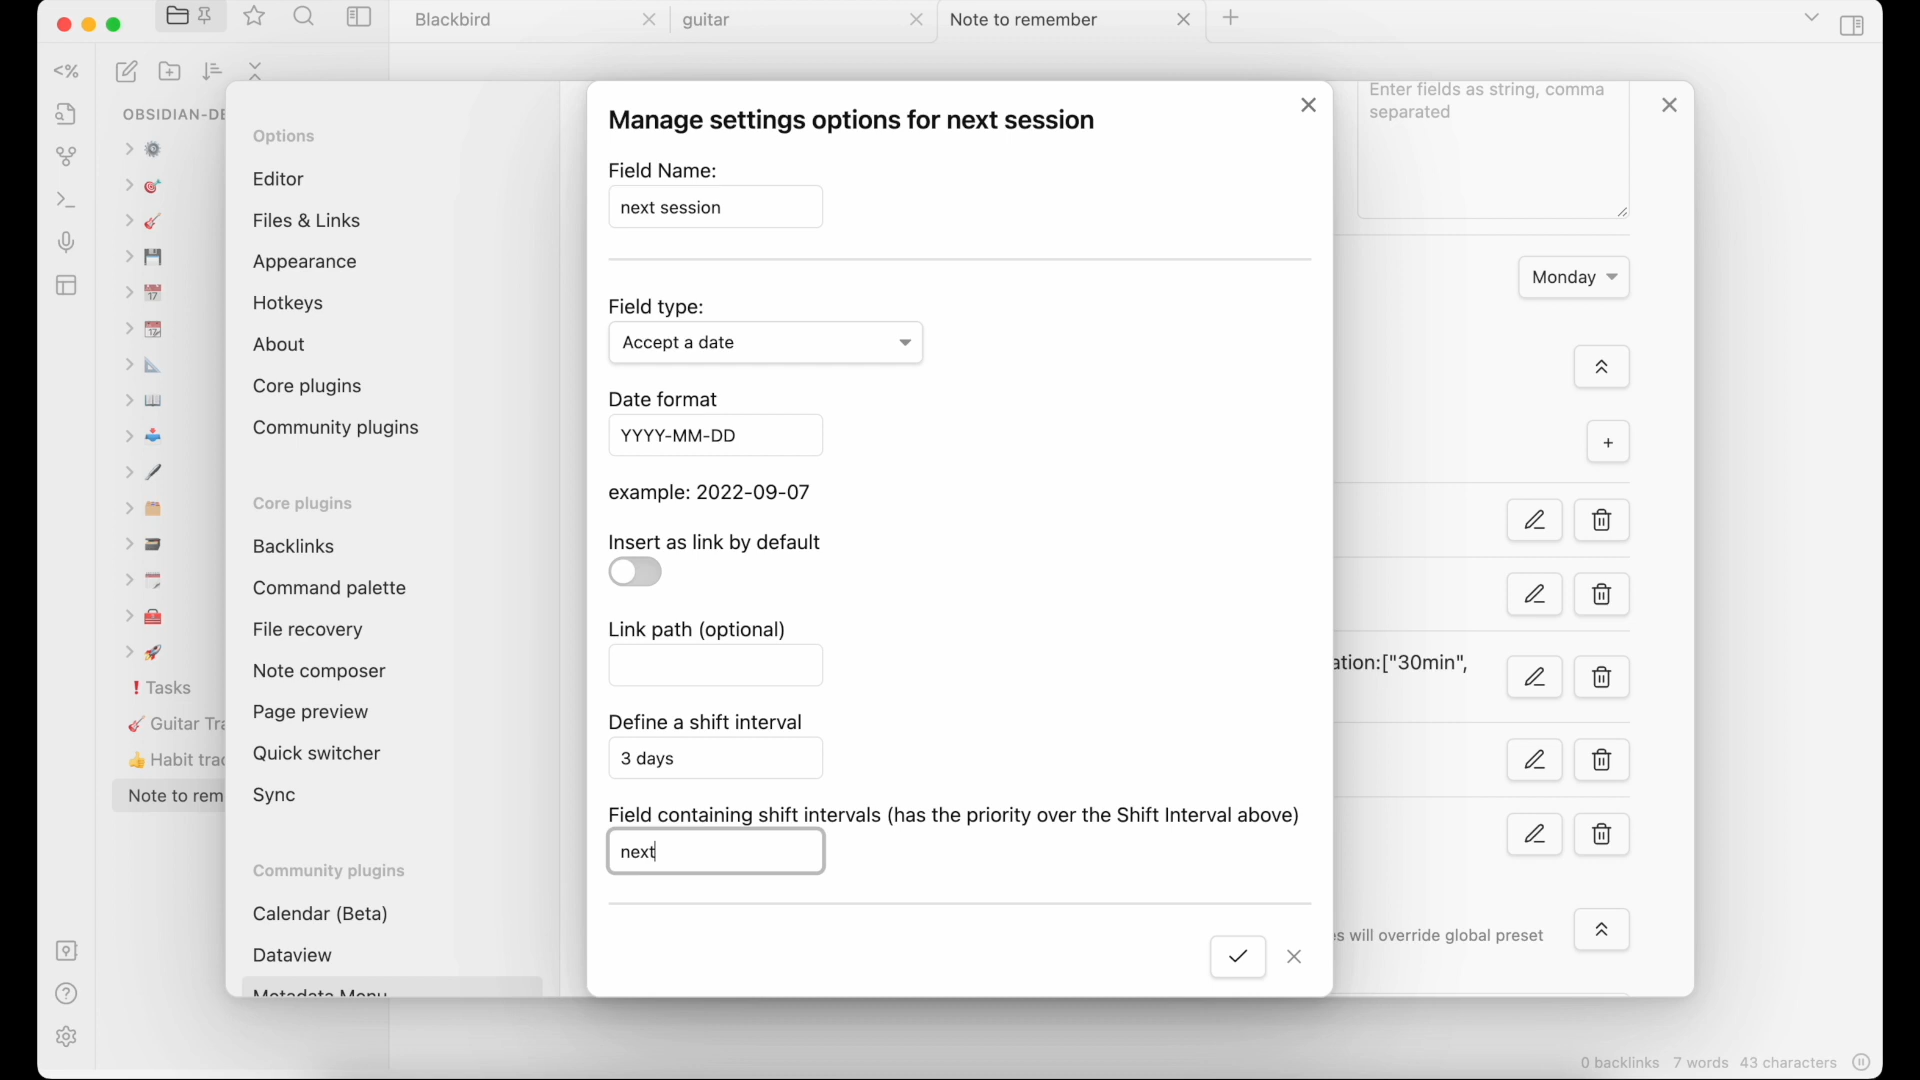 Blackbird
guitar
Note to remember
<%
OBSIDIAN-DE
Tasks
Guitar Tra
Habit trac
Note to rem
Options
Editor
Files & Links
Appearance
Hotkeys
About
Core plugins
Community plugins
Core plugins
Backlinks
Command palette
File recovery
Note composer
Page preview
Quick switcher
Sync
Community plugins
Calendar (Beta)
Dataview
Metadata Menu
Manage settings options for next session
Field Name:
next session
Field type:
Accept a date
Date format
YYYY-MM-DD
example: 2022-09-07
Insert as link by default
Link path (optional)
Define a shift interval
3 days
Field containing shift intervals (has the priority over the Shift Interval above)
next
Enter fields as string, comma
separated
Monday
ation:["30min",
es will override global preset
0 backlinks 7 words 43 characters